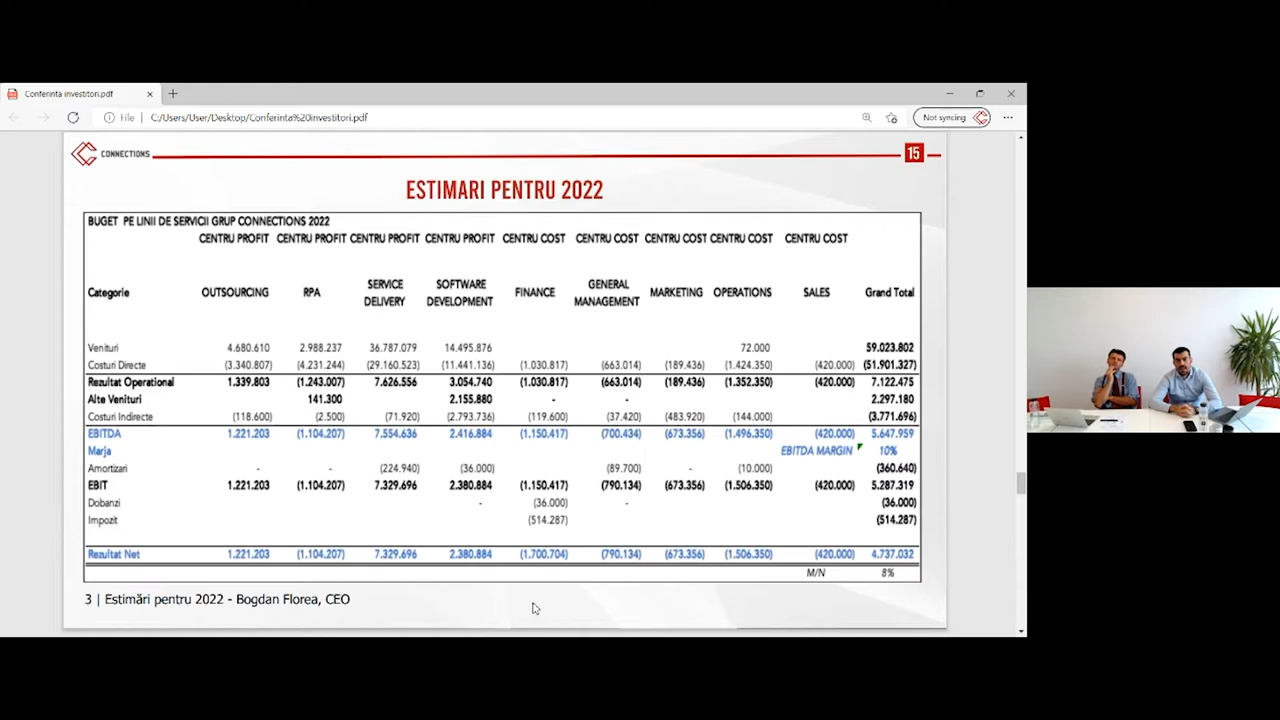 Conferinta investitori.pdf
File C:/Users/User/Desktop/Conferinta%20investitori.pdf Not syncing
CONNECTIONS 15
ESTIMARI PENTRU 2022
BUGET PE LINII DE SERVICII GRUP CONNECTIONS 2022
CENTRU PROFIT CENTRU PROFIT CENTRU PROFIT CENTRU PROFIT CENTRU COST CENTRU COST CENTRU COST CENTRU COST CENTRU COST
Categorie OUTSOURCING RPA SERVICE DELIVERY SOFTWARE DEVELOPMENT FINANCE GENERAL MANAGEMENT MARKETING OPERATIONS SALES Grand Total
Venituri 4.680.610 2.988.237 36.787.079 14.495.876 72.000 59.023.802
Costuri Directe (3.340.807) (4.231.244) (29.160.523) (11.441.136) (1.030.817) (663.014) (189.436) (1.424.350) (420.000) (51.901.327)
Rezultat Operational 1.339.803 (1.243.007) 7.626.556 3.054.740 (1.030.817) (663.014) (189.436) (1.352.350) (420.000) 7.122.475
Alte Venituri 141.300 2.155.880 - - 2.297.180
Costuri Indirecte (118.600) (2.500) (71.920) (2.793.736) (119.600) (37.420) (483.920) (144.000) (3.771.696)
EBITDA 1.221.203 (1.104.207) 7.554.636 2.416.884 (1.150.417) (700.434) (673.356) (1.496.350) (420.000) 5.647.959
Marja EBITDA MARGIN 10%
Amortizari - - (224.940) (36.000) (89.700) - (10.000) (360.640)
EBIT 1.221.203 (1.104.207) 7.329.696 2.380.884 (1.150.417) (790.134) (673.356) (1.506.350) (420.000) 5.287.319
Dobanzi - (36.000) - (36.000)
Impozit (514.287) (514.287)
Rezultat Net 1.221.203 (1.104.207) 7.329.696 2.380.884 (1.700.704) (790.134) (673.356) (1.506.350) (420.000) 4.737.032
M/N 8%
3 | Estimări pentru 2022 - Bogdan Florea, CEO